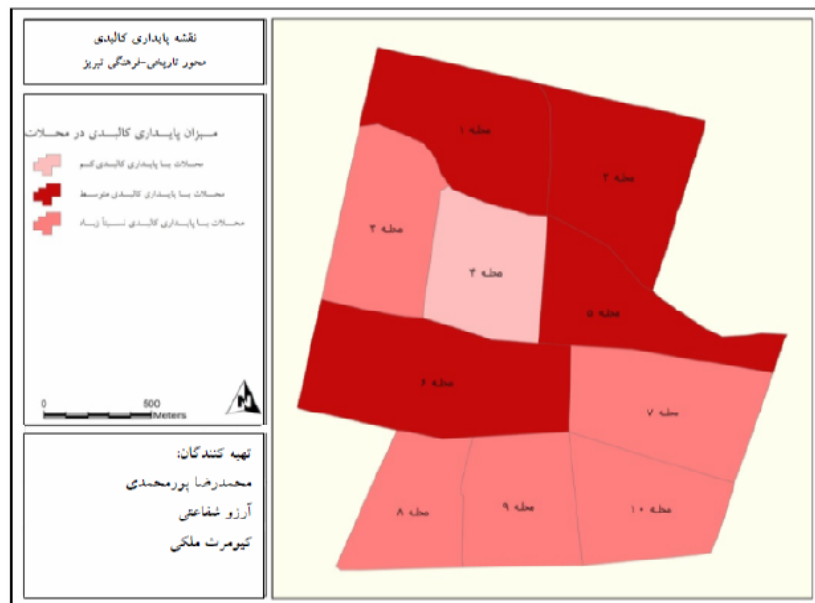 نقشه پایداری کالبدی
محور تاریخی-فرهنگی تبریز
میزان پایداری کالبدی در محلات
محلات با پایداری کالبدی کم
محلات با پایداری کالبدی متوسط
محلات با پایداری کالبدی نسبتاً زیاد
0 500
Meters
N
تهیه کنندگان:
محمدرضا پورمحمدی
آرزو شفاعتی
کیومرث ملکی
محله ۱
محله ۲
محله
محله ۴
محله ۵
محله ۶
محله ۷
محله ۸
محله ۹
محله ۱۰